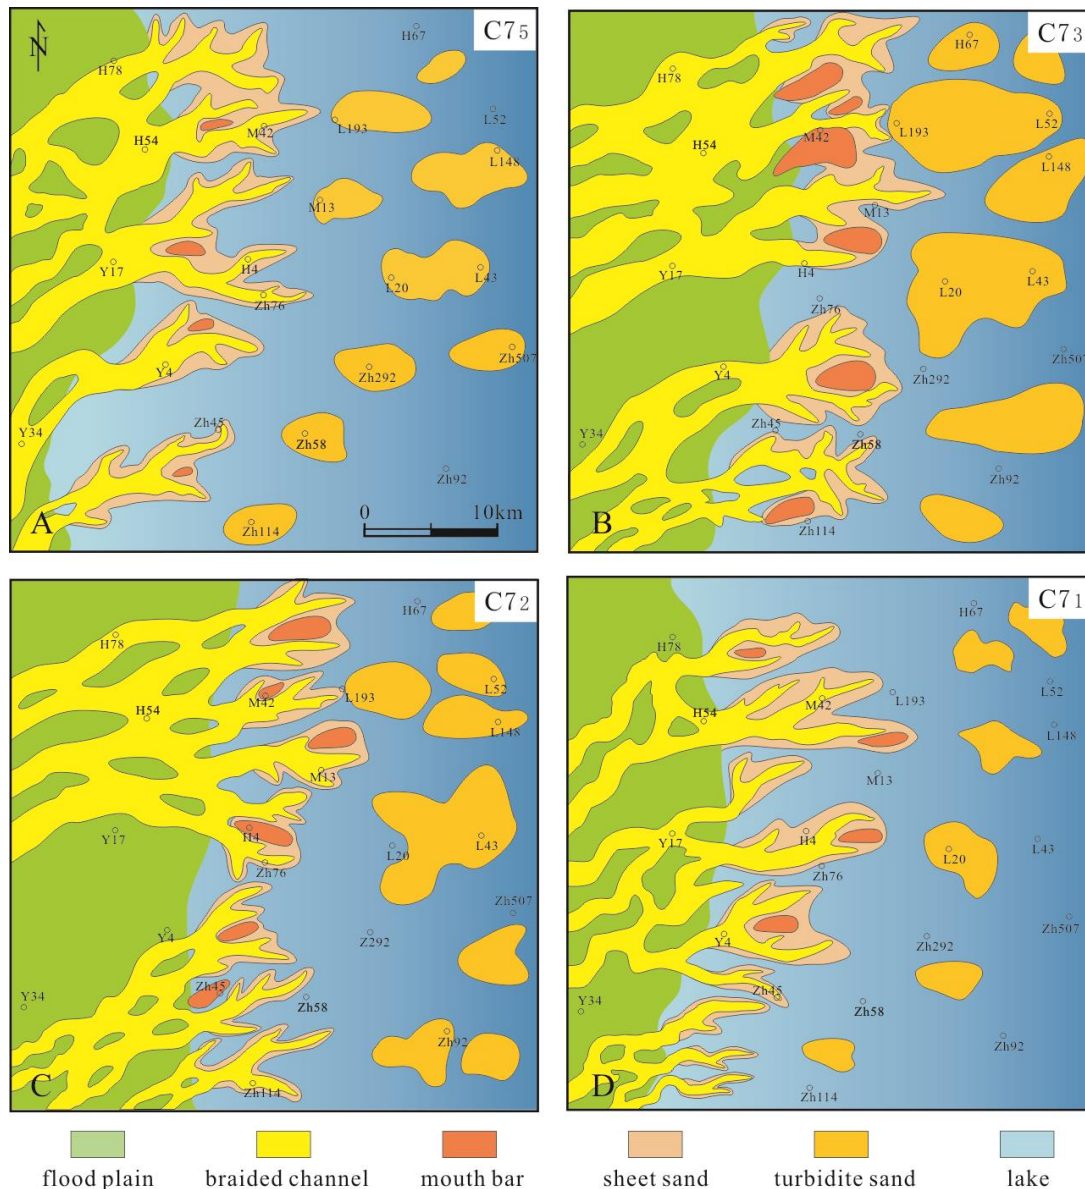 C75
N
H67
H78
L193
L52
H54
M42
L148
M13
Y17
H4
L20
L43
Zh76
Zh507
Y4
Zh292
Zh45
Zh58
Y34
Zh92
0 10km
A
Zh114
C73
H67
H78
L52
L193
M42
H54
L148
M13
Y17
H4
L43
L20
Zh76
Zh507
Y4
Zh292
Zh45
Zh58
Y34
Zh92
B
Zh114
C72
H67
H78
L52
M42
L193
H54
L148
M13
Y17
H4
L43
L20
Zh76
Zh507
Y4
Z292
Zh45
Y34
Zh58
Zh92
C
Zh114
C71
H67
H78
L52
M42
L193
H54
L148
M13
Y17
H4
L43
L20
Zh76
Zh507
Y4
Zh292
Zh45
Y34
Zh58
Zh92
D
Zh114
flood plain braided channel mouth bar sheet sand turbidite sand lake